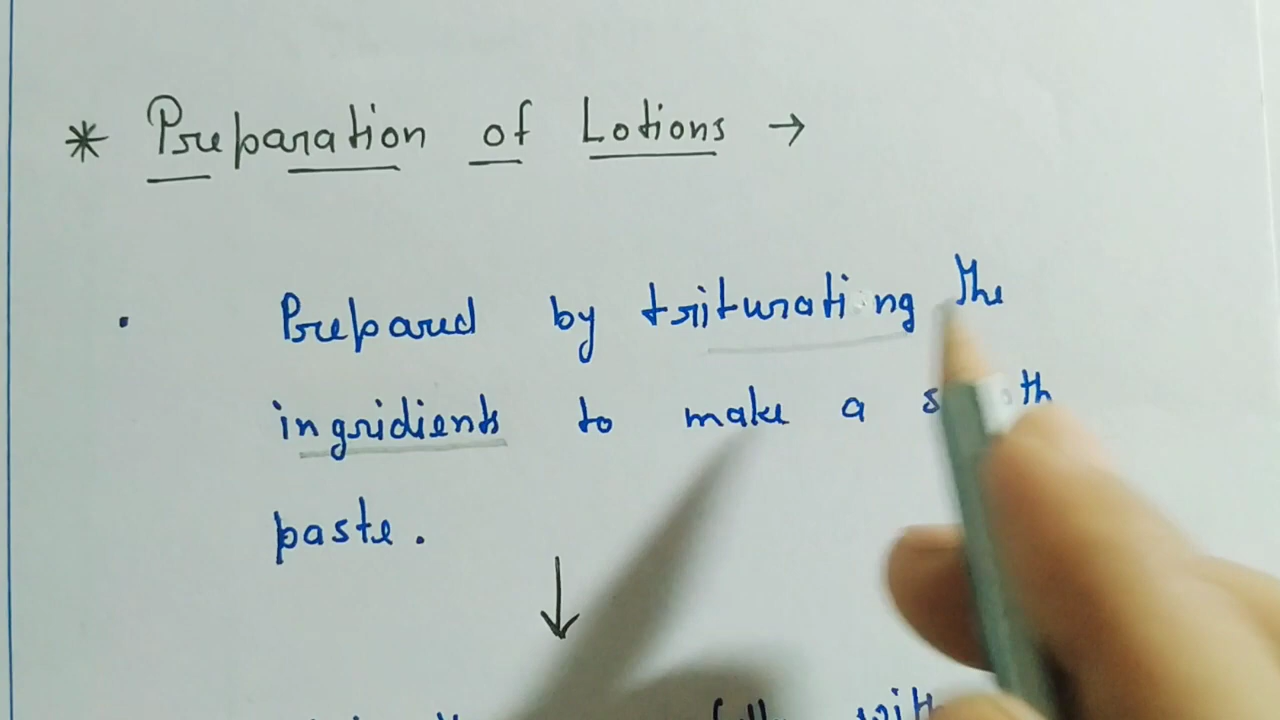 * Preparation of Lotions →
. Prepared by triturating the
ingridients to make a
paste.
↓